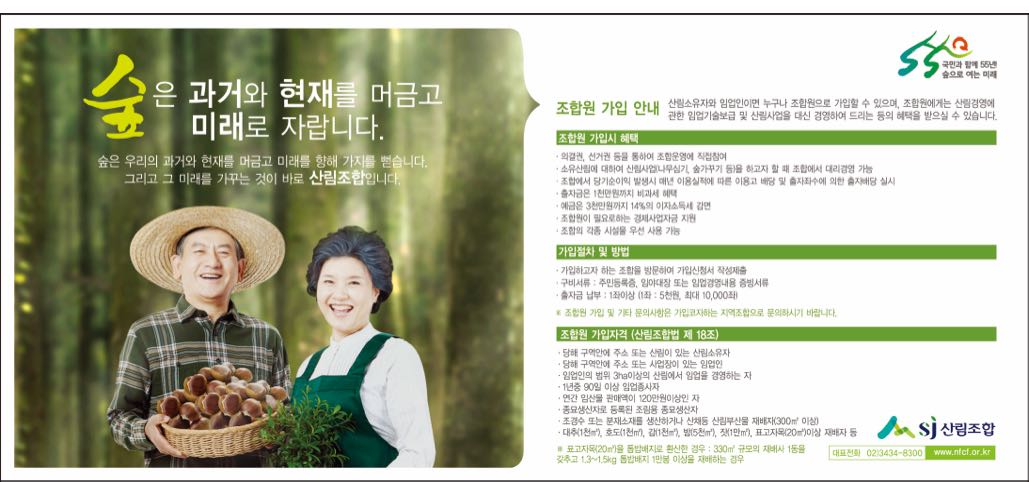 숲은 과거와 현재를 머금고
미래로 자랍니다.
숲은 우리의 과거와 현재를 머금고 미래를 향해 가지를 뻗습니다.
그리고 그 미래를 가꾸는 것이 바로 산림조합입니다.
55
국민과 함께 55년!
숲으로 여는 미래
조합원 가입 안내
산림소유자와 임업인이면 누구나 조합원으로 가입할 수 있으며, 조합원에게는 산림경영에
관한 임업기술보급 및 산림사업을 대신 경영하여 드리는 등의 혜택을 받으실 수 있습니다.
조합원 가입시 혜택
· 의결권, 선거권 등을 통하여 조합운영에 직접참여
· 소유산림에 대하여 산림사업(나무심기, 숲가꾸기 등)을 하고자 할 때 조합에서 대리경영 가능
· 조합에서 당기순이익 발생시 매년 이용실적에 따른 이용고 배당 및 출자좌수에 의한 출자배당 실시
· 출자금은 1천만원까지 비과세 혜택
· 예금은 3천만원까지 14%의 이자소득세 감면
· 조합원이 필요로하는 경제사업자금 지원
· 조합의 각종 시설물 우선 사용 가능
가입절차 및 방법
· 가입하고자 하는 조합을 방문하여 가입신청서 작성제출
· 구비서류 : 주민등록증, 임야대장 또는 임업경영내용 증빙서류
· 출자금 납부 : 1좌이상 (1좌 : 5천원, 최대 10,000좌)
※ 조합원 가입 및 기타 문의사항은 가입코자하는 지역조합으로 문의하시기 바랍니다.
조합원 가입자격 (산림조합법 제 18조)
· 당해 구역안에 주소 또는 산림이 있는 산림소유자
· 당해 구역안에 주소 또는 사업장이 있는 임업인
· 임업인의 범위 3ha이상의 산림에서 임업을 경영하는 자
· 1년중 90일 이상 임업종사자
· 연간 임산물 판매액이 120만원이상인 자
· 종묘생산자로 등록된 조림용 종묘생산자
· 조경수 또는 분재소재를 생산하거나 산채등 산림부산물 재배자(300㎡ 이상)
· 대추(1천㎡), 호도(1천㎡), 감(1천㎡), 밤(5천㎡), 잣(1만㎡), 표고자목(20㎥)이상 재배자 등
※ 표고자목(20㎥)을 톱밥배지로 환산한 경우 : 330㎡ 규모의 재배사 1동을
갖추고 1.3~1.5kg 톱밥배지 1만봉 이상을 재배하는 경우
sj 산림조합
대표전화 02)3434-8300
www.nfcf.or.kr